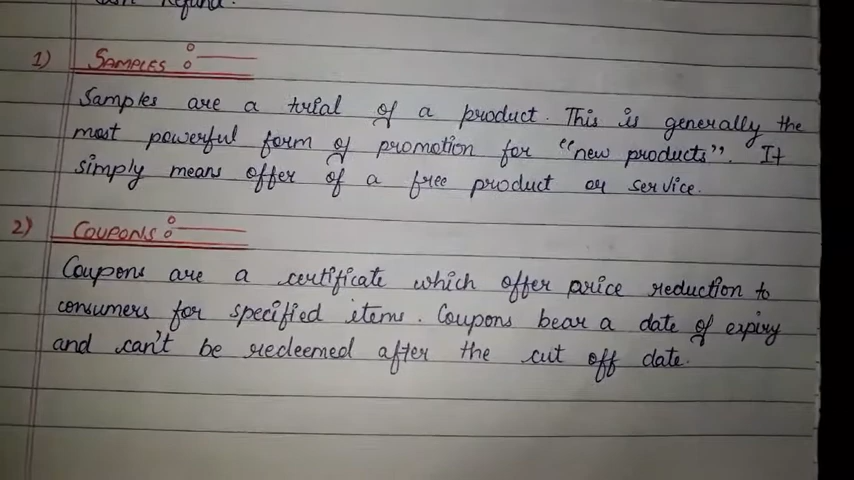 Refund.
1) SAMPLES :-
Samples are a trial of a product. This is generally the
most powerful form of promotion for "new products". It
simply means offer of a free product or service.
2) COUPONS :-
Coupons are a certificate which offer price reduction to
consumers for specified items. Coupons bear a date of expiry
and can't be redeemed after the cut off date.